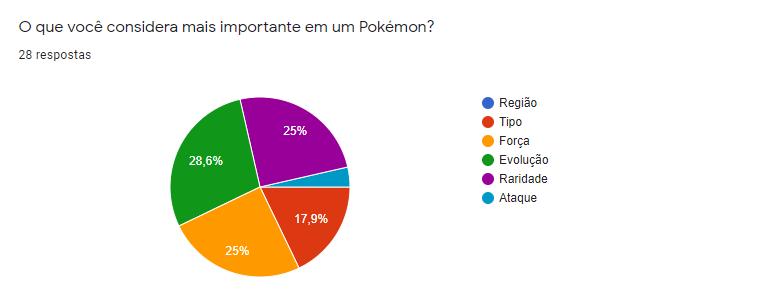 O que você considera mais importante em um Pokémon?
28 respostas
25%
28,6%
17,9%
25%
Região
Tipo
Força
Evolução
Raridade
Ataque